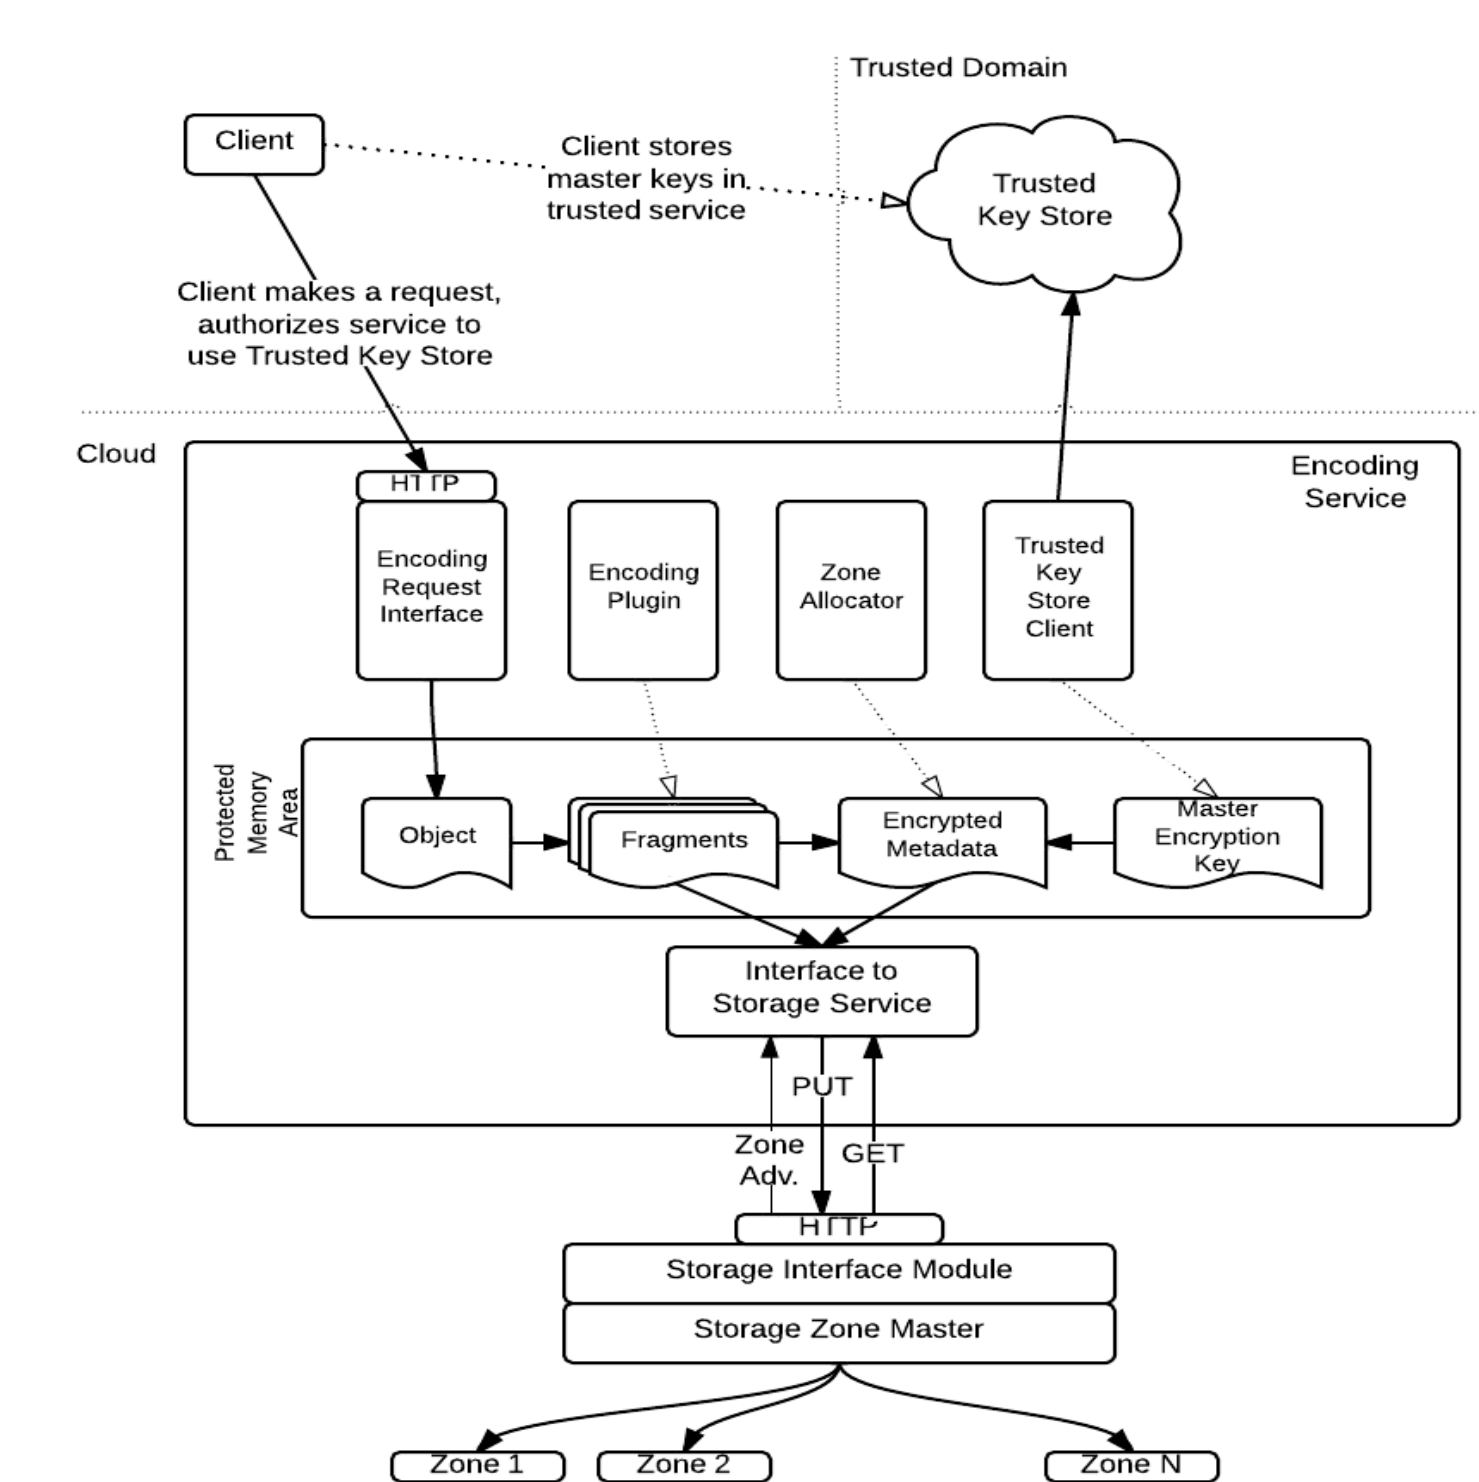 Trusted Domain
Client
Client stores
master keys in
trusted service
Trusted
Key Store
Client makes a request,
authorizes service to
use Trusted Key Store
Cloud
Encoding
Service
HTTP
Encoding
Request
Interface
Encoding
Plugin
Zone
Allocator
Trusted
Key
Store
Client
Protected
Memory
Area
Object
Fragments
Encrypted
Metadata
Master
Encryption
Key
Interface to
Storage Service
PUT
Zone
Adv.
GET
HTTP
Storage Interface Module
Storage Zone Master
Zone 1
Zone 2
Zone N